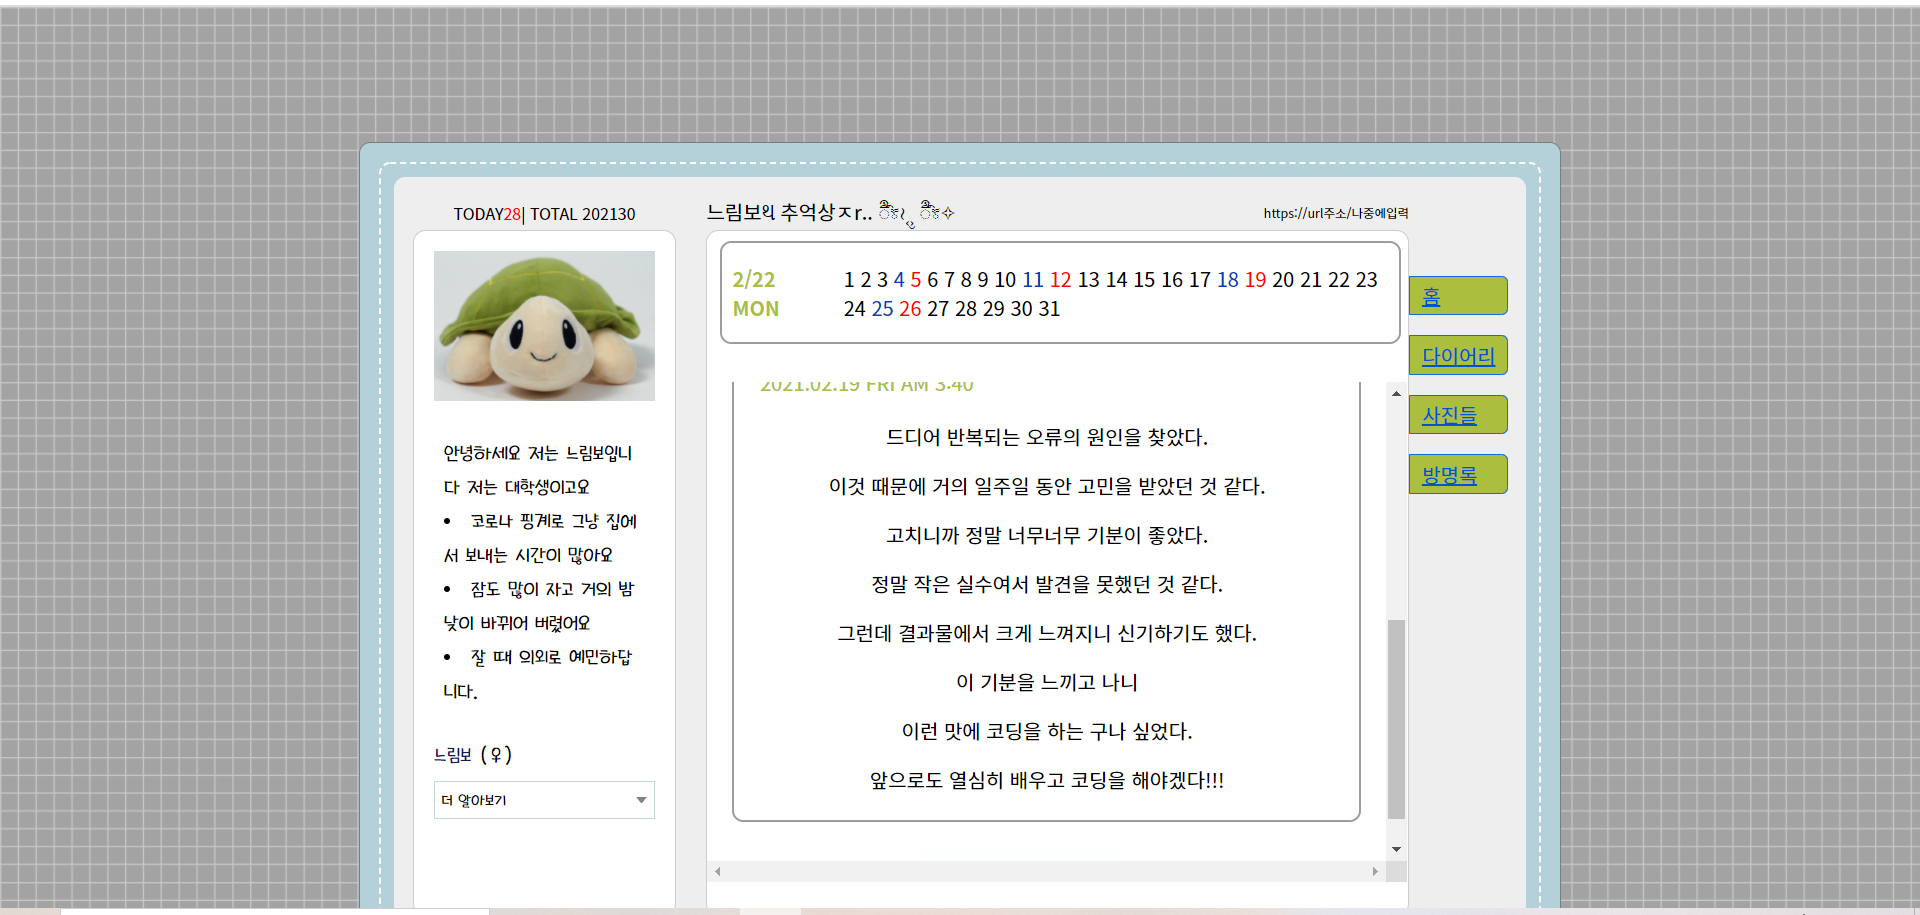 TODAY28| TOTAL 202130
느림보의 추억상ㅈr..
https://url주소/나중에입력
안녕하세요 저는 느림보입니
다 저는 대학생이고요
• 코로나 핑계로 그냥 집에
서 보내는 시간이 많아요
• 잠도 많이 자고 거의 밤
낮이 바뀌어 버렸어요
• 잘 때 의외로 예민하답
니다.
느림보 (♀)
더 알아보기
2/22
MON
1 2 3 4 5 6 7 8 9 10 11 12 13 14 15 16 17 18 19 20 21 22 23
24 25 26 27 28 29 30 31
2021.02.19 FRI AM 3:40
드디어 반복되는 오류의 원인을 찾았다.
이것 때문에 거의 일주일 동안 고민을 받았던 것 같다.
고치니까 정말 너무너무 기분이 좋았다.
정말 작은 실수여서 발견을 못했던 것 같다.
그런데 결과물에서 크게 느껴지니 신기하기도 했다.
이 기분을 느끼고 나니
이런 맛에 코딩을 하는 구나 싶었다.
앞으로도 열심히 배우고 코딩을 해야겠다!!!
홈
다이어리
사진들
방명록